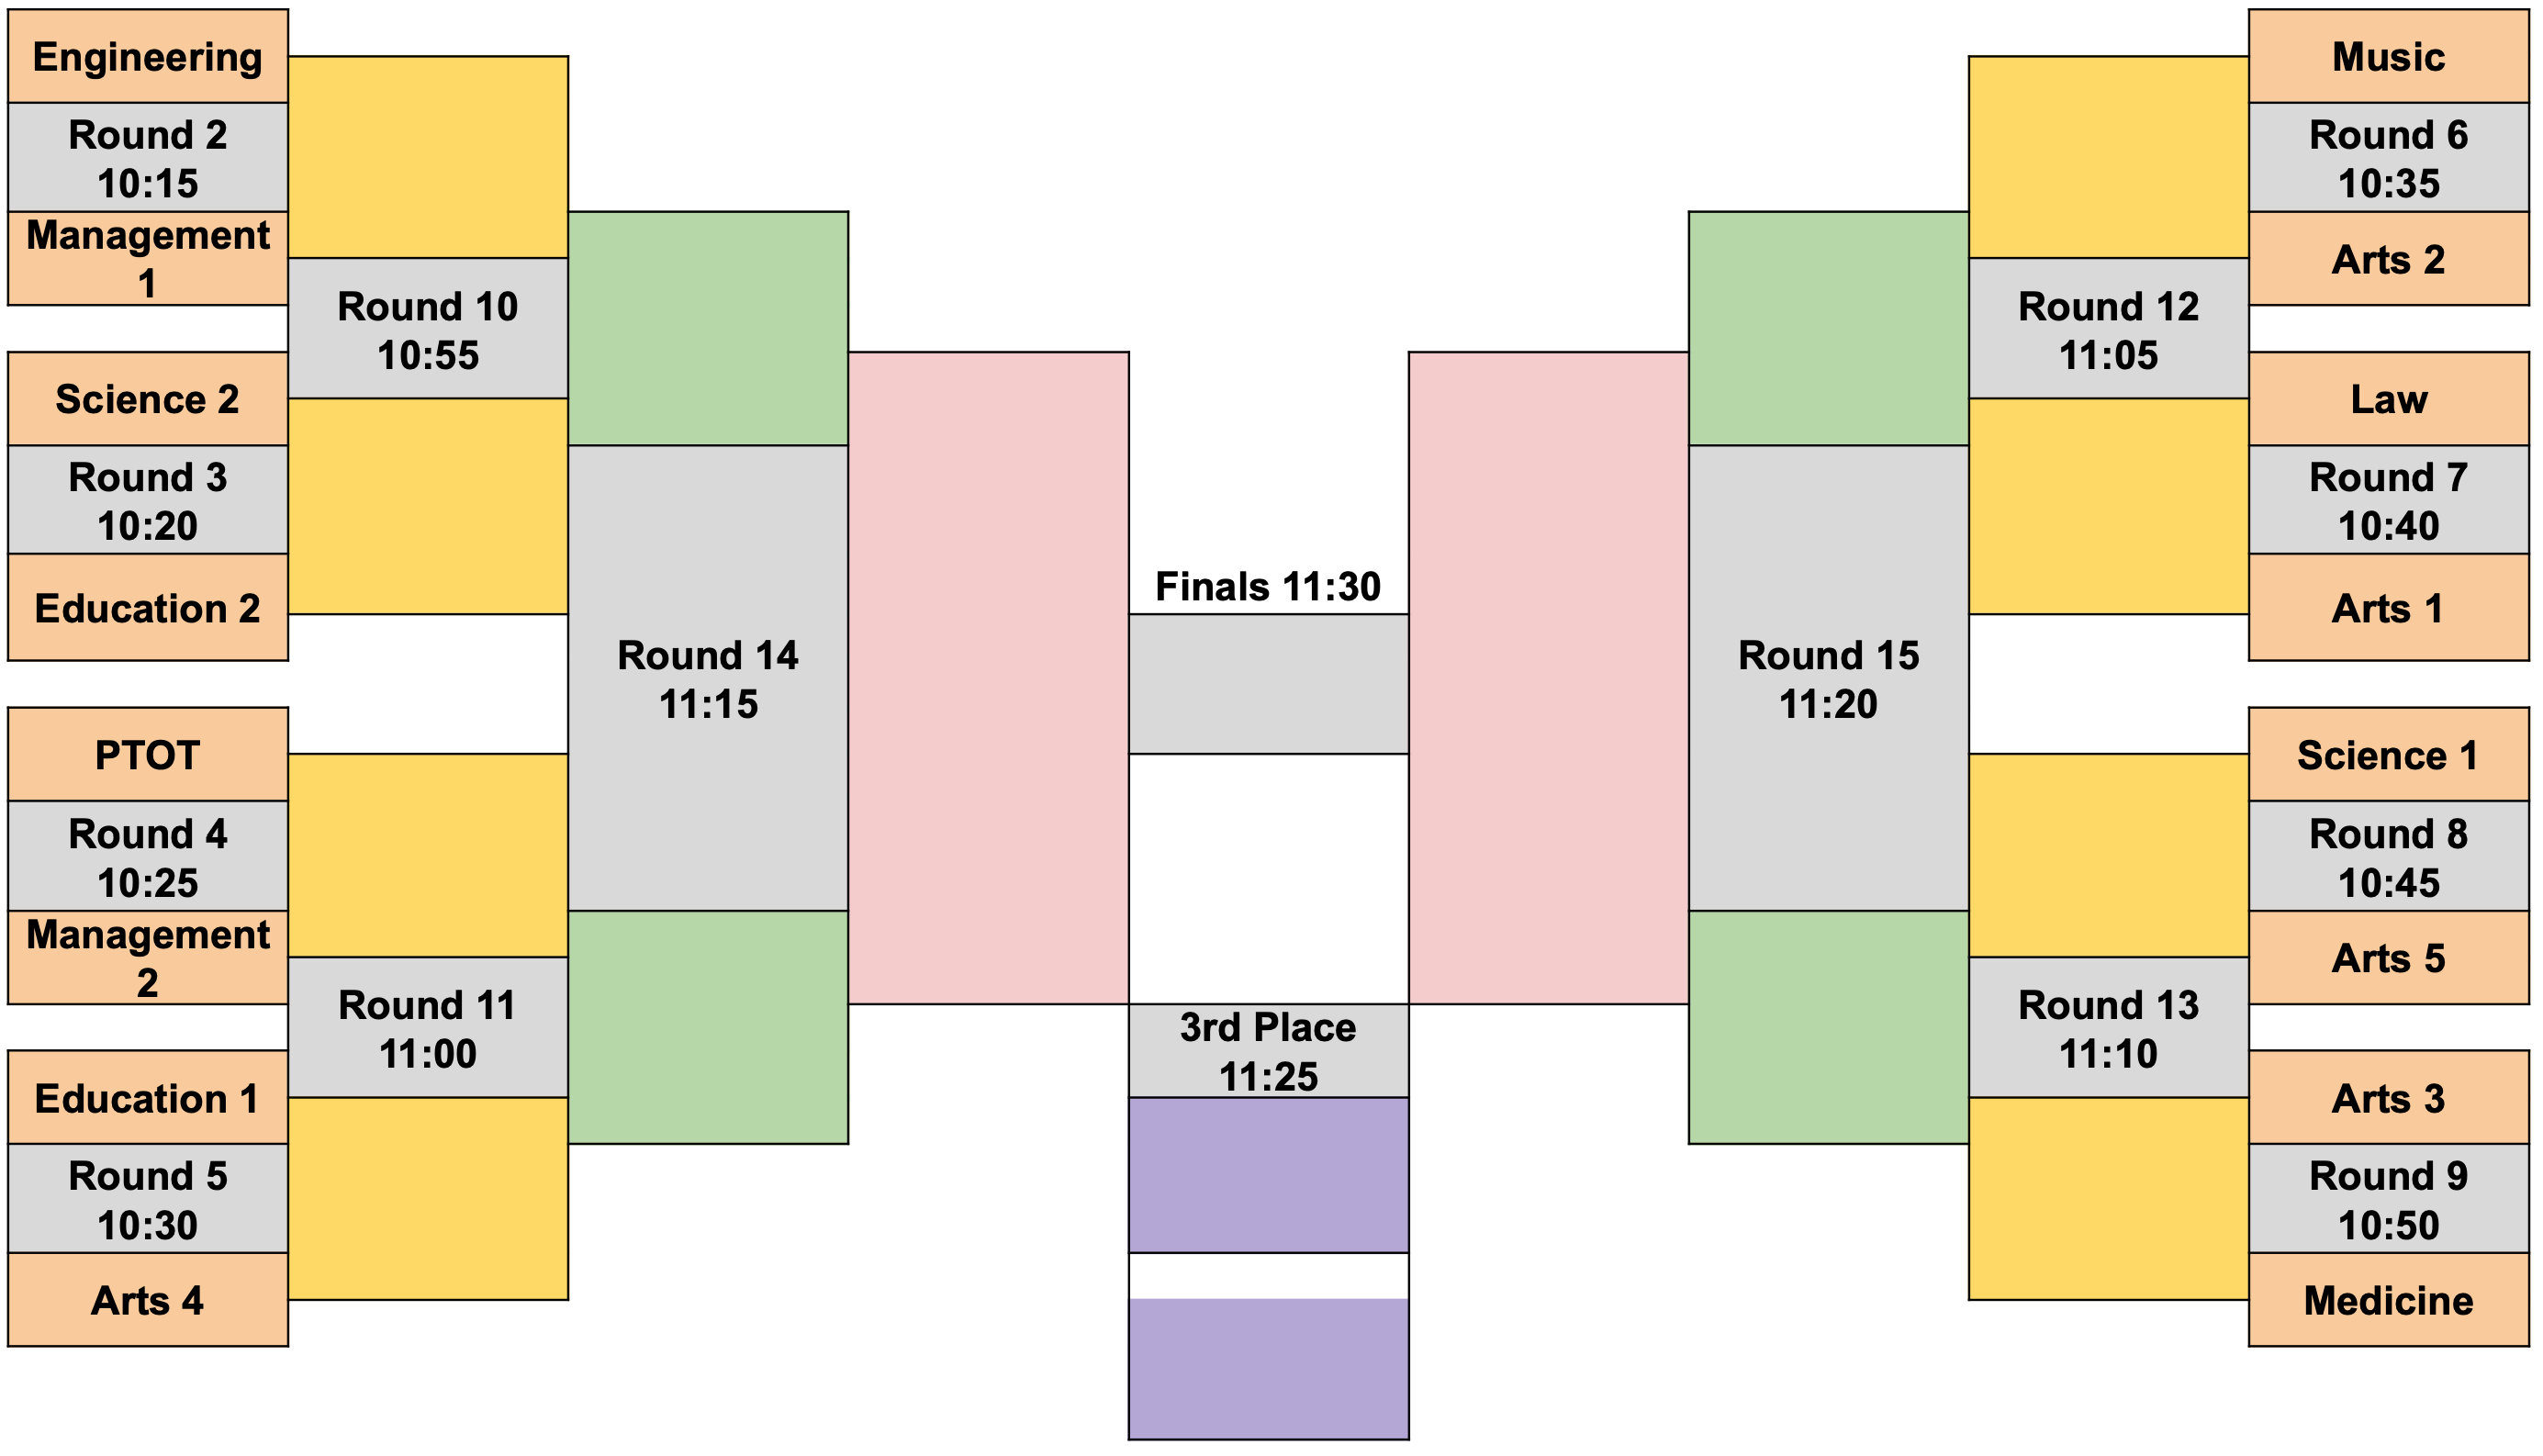 Engineering
Round 2
10:15
Management
1
Science 2
Round 3
10:20
Education 2
PTOT
Round 4
10:25
Management
2
Education 1
Round 5
10:30
Arts 4
Round 10
10:55
Round 11
11:00
Round 14
11:15
Finals 11:30
3rd Place
11:25
Round 15
11:20
Round 12
11:05
Round 13
11:10
Music
Round 6
10:35
Arts 2
Law
Round 7
10:40
Arts 1
Science 1
Round 8
10:45
Arts 5
Arts 3
Round 9
10:50
Medicine